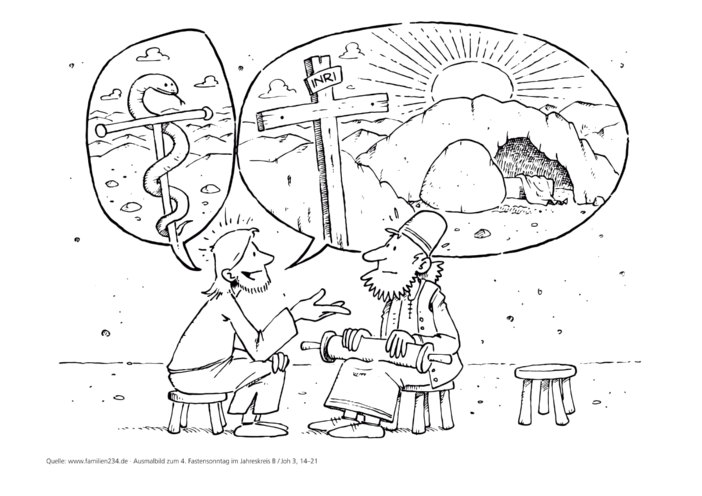 INRI
Quelle: www.familien234.de · Ausmalbild zum 4. Fastensonntag im Jahreskreis B / Joh 3, 14–21